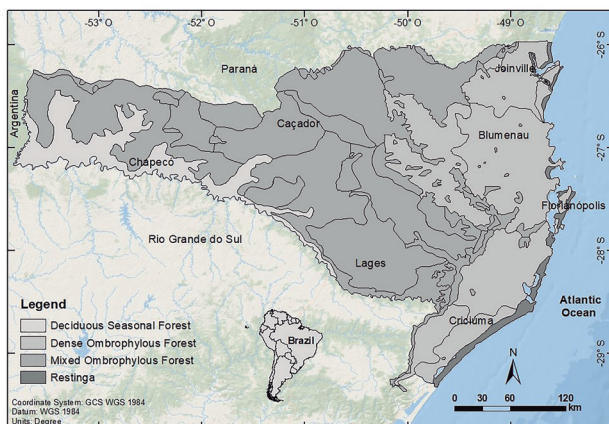 -53°O -52°O -51°O -50°O -49°O
-26°S
Paraná
Joinville
Argentina
Caçador
Blumenau
-27°S
Chapecó
Florianópolis
Rio Grande do Sul
-28°S
Lages
Legend
Deciduous Seasonal Forest
Dense Ombrophylous Forest
Mixed Ombrophylous Forest
Restinga
Brazil
Criciúma
Atlantic
Ocean
-29°S
N
0 30 60 120
KM
Coordinate System: GCS WGS 1984
Datum: WGS 1984
Units: Degree